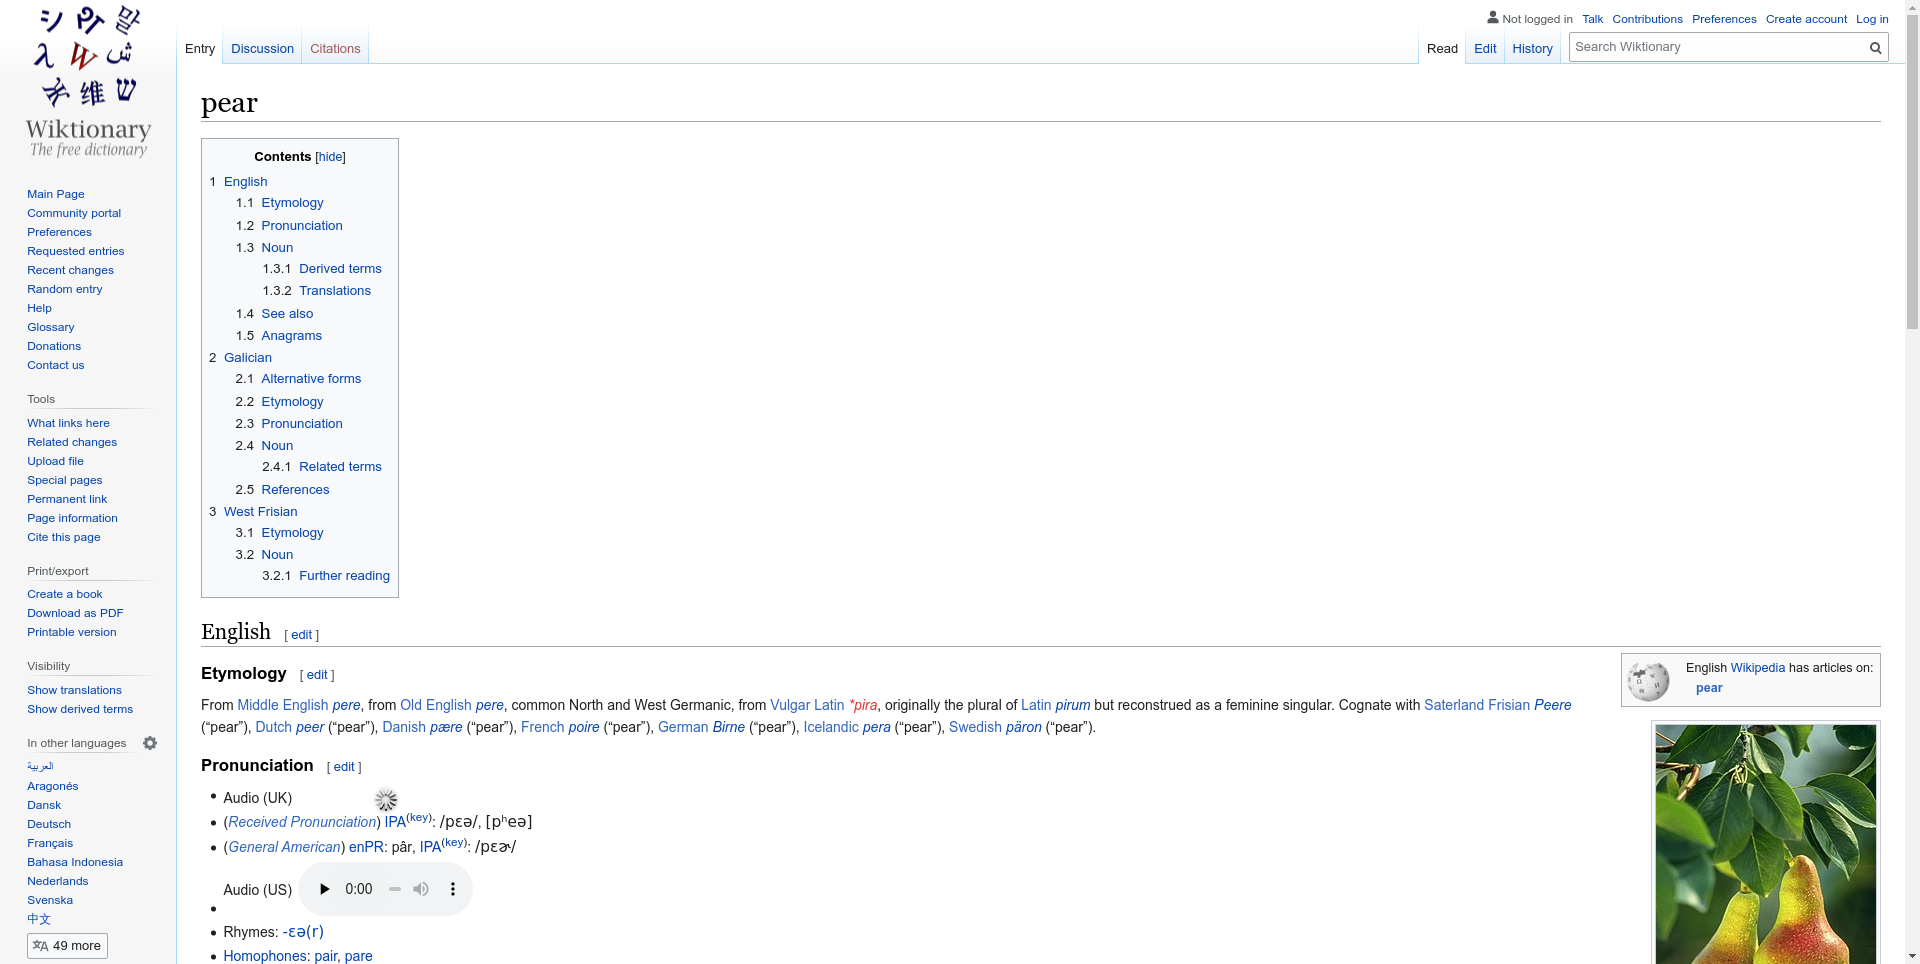 Not logged in Talk Contributions Preferences Create account Log in
Entry Discussion Citations Read Edit History Search Wiktionary
Wiktionary
The free dictionary
Main Page
Community portal
Preferences
Requested entries
Recent changes
Random entry
Help
Glossary
Donations
Contact us
Tools
What links here
Related changes
Upload file
Special pages
Permanent link
Page information
Cite this page
Print/export
Create a book
Download as PDF
Printable version
Visibility
Show translations
Show derived terms
In other languages
العربية
Aragonés
Dansk
Deutsch
Français
Bahasa Indonesia
Nederlands
Svenska
中文
49 more
pear
Contents [hide]
1 English
1.1 Etymology
1.2 Pronunciation
1.3 Noun
1.3.1 Derived terms
1.3.2 Translations
1.4 See also
1.5 Anagrams
2 Galician
2.1 Alternative forms
2.2 Etymology
2.3 Pronunciation
2.4 Noun
2.4.1 Related terms
2.5 References
3 West Frisian
3.1 Etymology
3.2 Noun
3.2.1 Further reading
English [ edit ]
Etymology [ edit ]
From Middle English pere, from Old English pere, common North and West Germanic, from Vulgar Latin *pira, originally the plural of Latin pirum but reconstrued as a feminine singular. Cognate with Saterland Frisian Peere
(“pear”), Dutch peer (“pear”), Danish pære (“pear”), French poire (“pear”), German Birne (“pear”), Icelandic pera (“pear”), Swedish päron (“pear”).
English Wikipedia has articles on:
pear
Pronunciation [ edit ]
• Audio (UK)
• (Received Pronunciation) IPA(key): /pɛə/, [pʰeə]
• (General American) enPR: pâr, IPA(key): /pɛɚ/
• Audio (US) 0:00
• Rhymes: -ɛə(r)
• Homophones: pair, pare